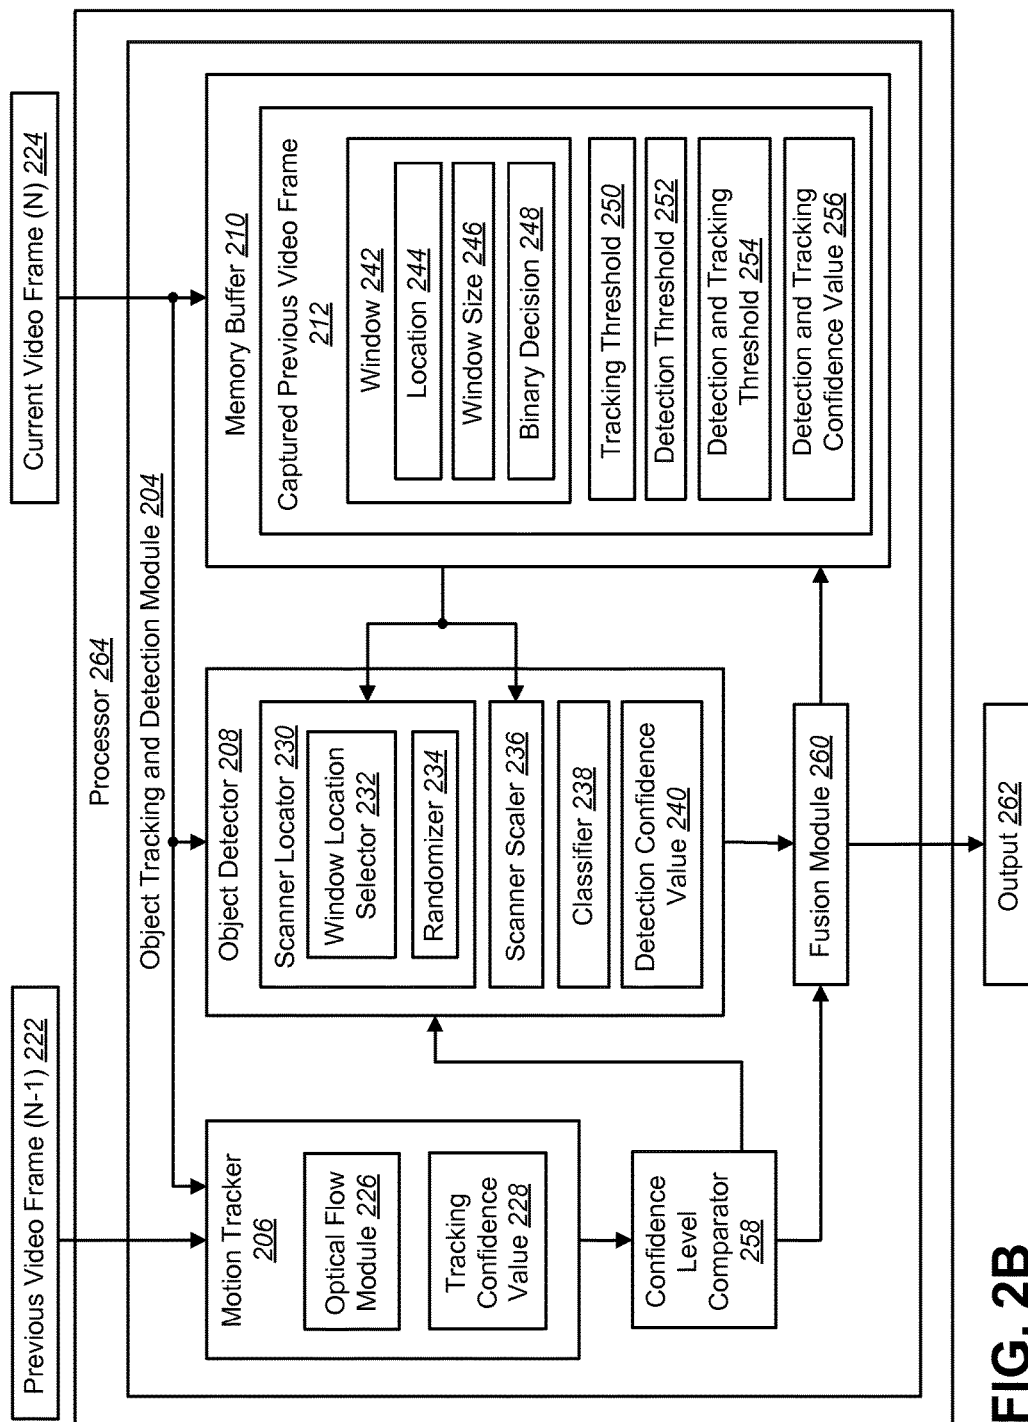 Previous Video Frame (N-1) 222
Current Video Frame (N) 224
Processor 264
Object Tracking and Detection Module 204
Motion Tracker
206
Optical Flow
Module 226
Tracking
Confidence
Value 228
Confidence
Level
Comparator
258
Object Detector 208
Scanner Locator 230
Window Location
Selector 232
Randomizer 234
Scanner Scaler 236
Classifier 238
Detection Confidence
Value 240
Memory Buffer 210
Captured Previous Video Frame
212
Window 242
Location 244
Window Size 246
Binary Decision 248
Tracking Threshold 250
Detection Threshold 252
Detection and Tracking
Threshold 254
Detection and Tracking
Confidence Value 256
Fusion Module 260
Output 262
FIG. 2B